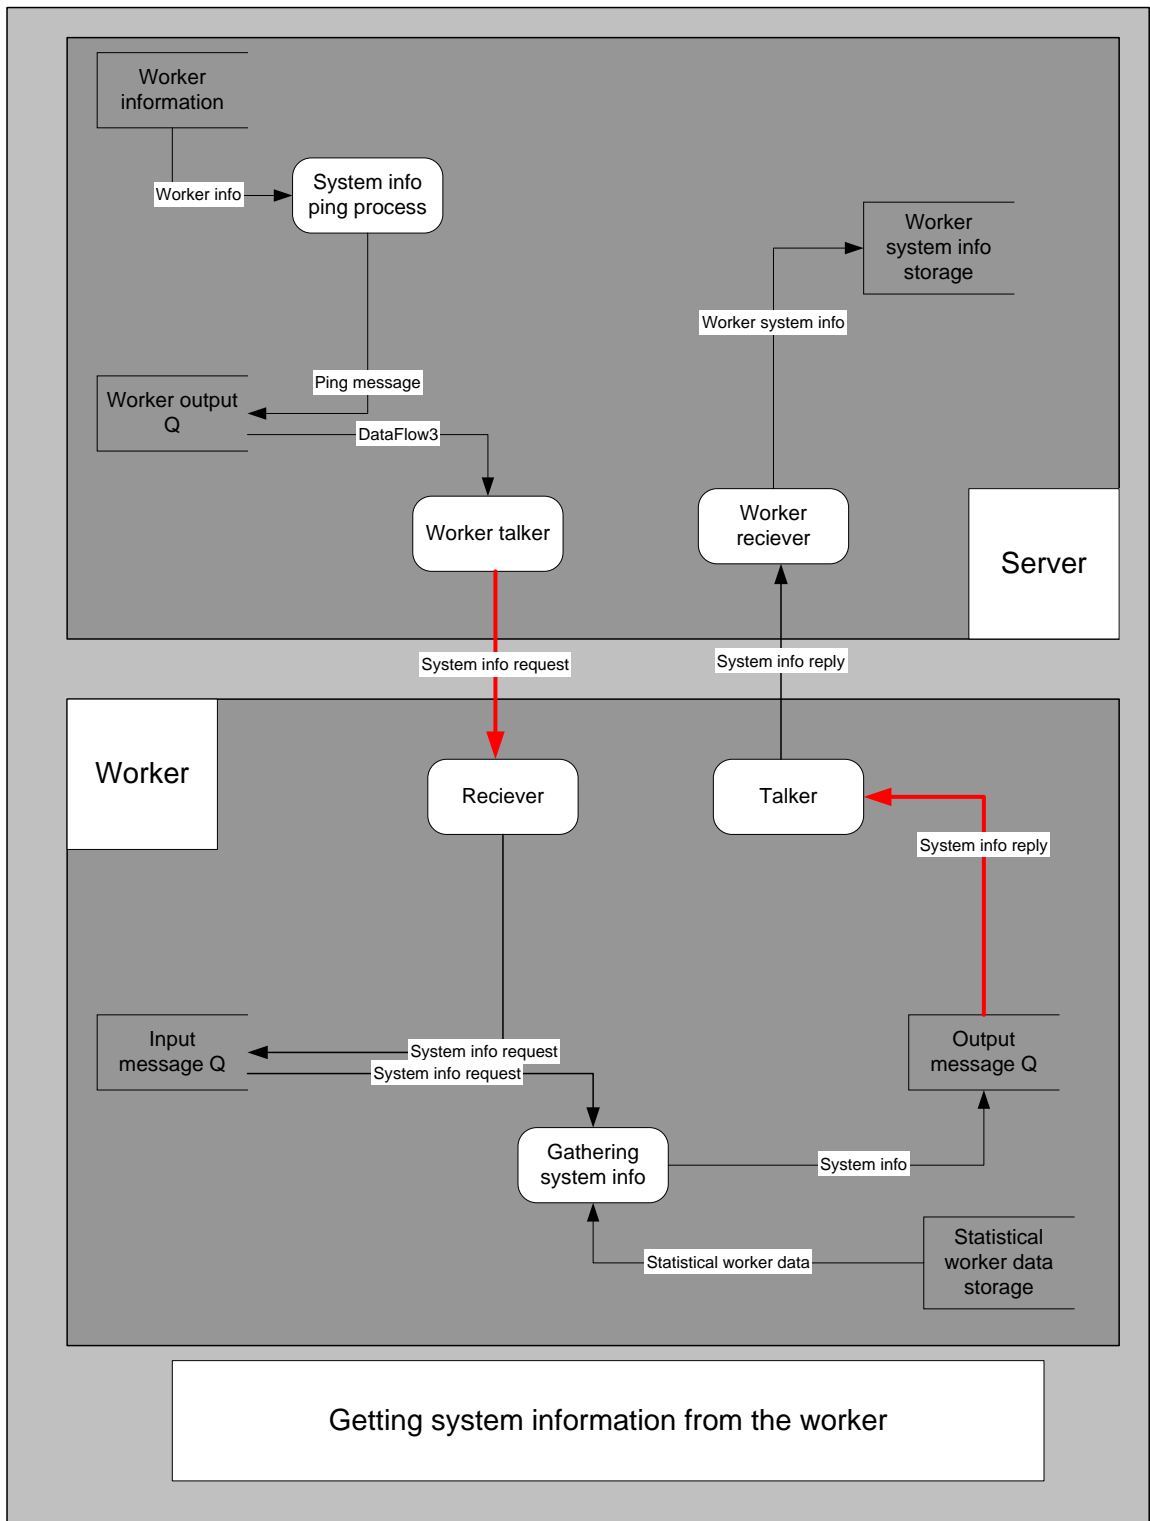 Worker
information
Worker info
System info
ping process
Worker
system info
storage
Worker system info
Ping message
Worker output
Q
DataFlow3
Worker talker
Worker
reciever
Server
System info request
System info reply
Worker
Reciever
Talker
System info reply
Input
message Q
System info request
System info request
Output
message Q
Gathering
system info
System info
Statistical
worker data
storage
Statistical worker data
Getting system information from the worker